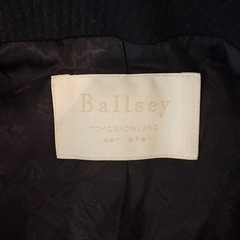 Ballsey
TOMORROWLAND
EST. 1978